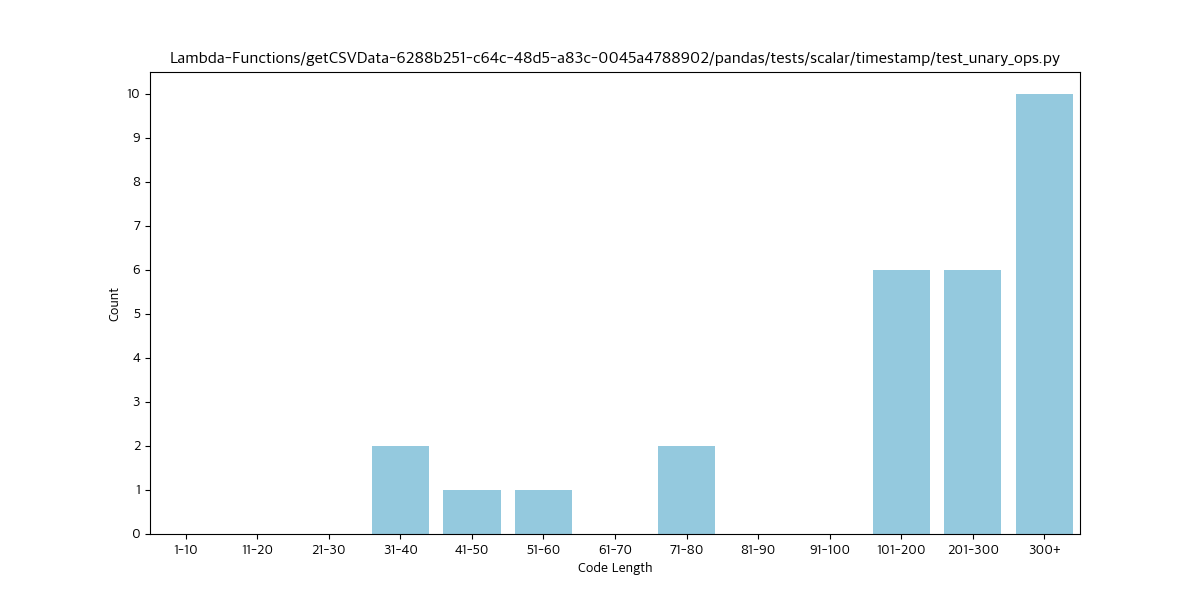 Lambda-Functions/getCSVData-6288b251-c64c-48d5-a83c-0045a4788902/pandas/tests/scalar/timestamp/test_unary_ops.py
10
9
8
7
6
5
4
3
2
1
0
Count
1-10 11-20 21-30 31-40 41-50 51-60 61-70 71-80 81-90 91-100 101-200 201-300 300+
Code Length